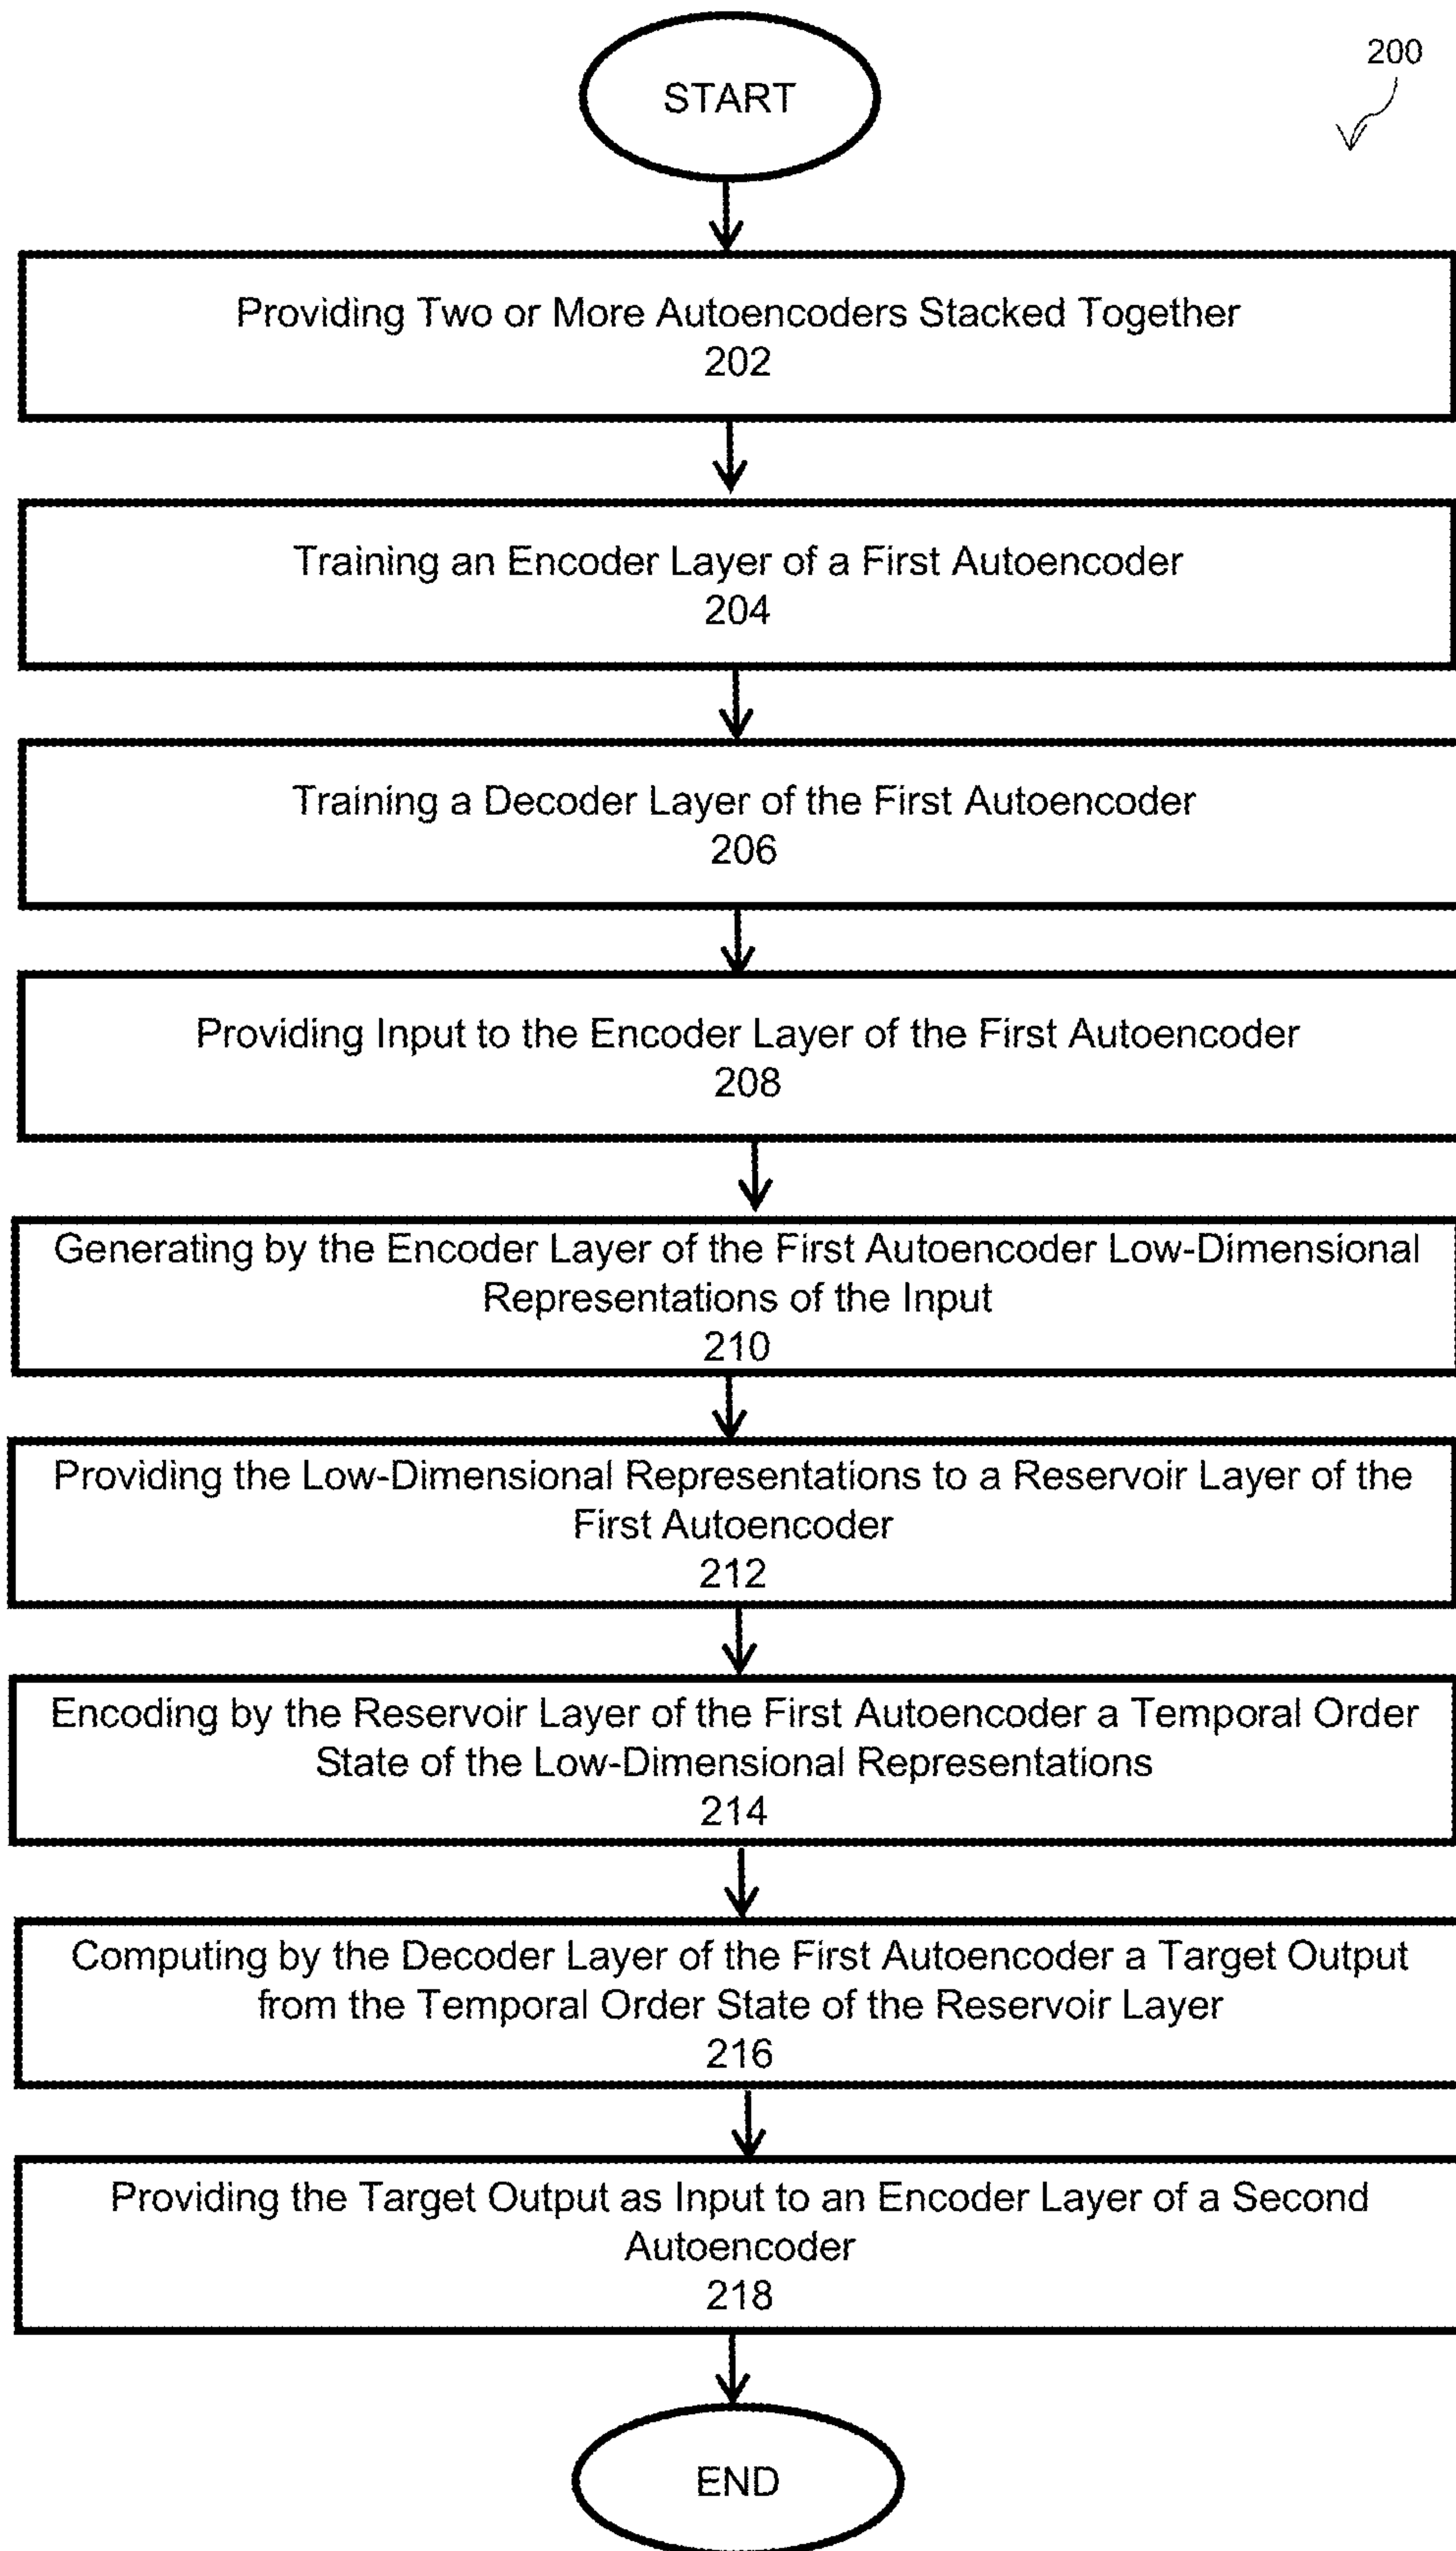 START
200
Providing Two or More Autoencoders Stacked Together
202
Training an Encoder Layer of a First Autoencoder
204
Training a Decoder Layer of the First Autoencoder
206
Providing Input to the Encoder Layer of the First Autoencoder
208
Generating by the Encoder Layer of the First Autoencoder Low-Dimensional
Representations of the Input
210
Providing the Low-Dimensional Representations to a Reservoir Layer of the
First Autoencoder
212
Encoding by the Reservoir Layer of the First Autoencoder a Temporal Order
State of the Low-Dimensional Representations
214
Computing by the Decoder Layer of the First Autoencoder a Target Output
from the Temporal Order State of the Reservoir Layer
216
Providing the Target Output as Input to an Encoder Layer of a Second
Autoencoder
218
END